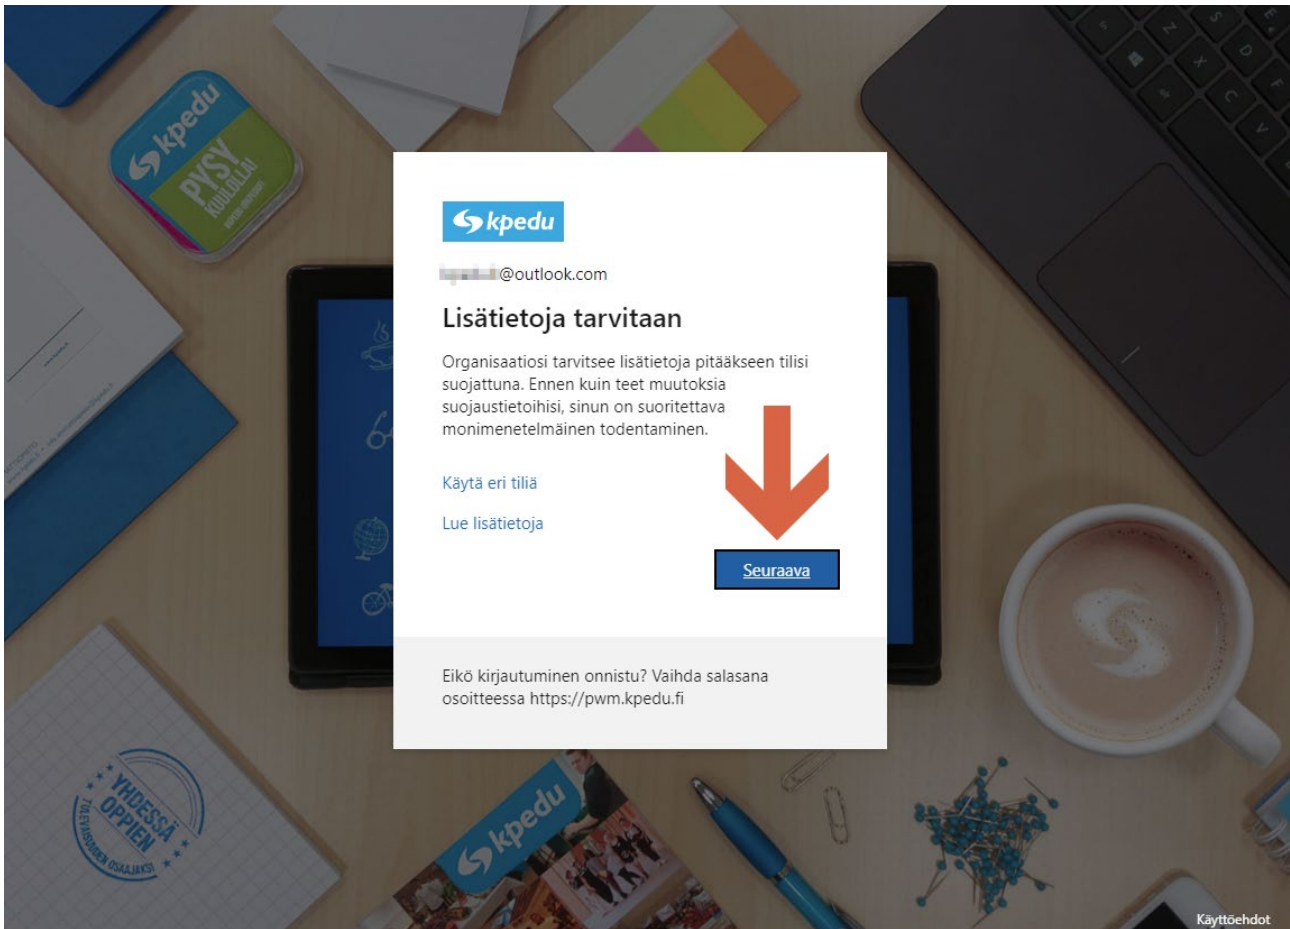 kpedu
PYSY
KUULOLLA!
kpedu
@outlook.com
Lisätietoja tarvitaan
Organisaatiosi tarvitsee lisätietoja pitääkseen tilisi
suojattuna. Ennen kuin teet muutoksia
suojaustietoihisi, sinun on suoritettava
monimenetelmäinen todentaminen.
Käytä eri tiliä
Lue lisätietoja
Seuraava
Eikö kirjautuminen onnistu? Vaihda salasana
osoitteessa https://pwm.kpedu.fi
YHDESSÄ
OPPIEN
TULEVAISUUDEN OSAAJAKSI
kpedu
Käyttöehdot